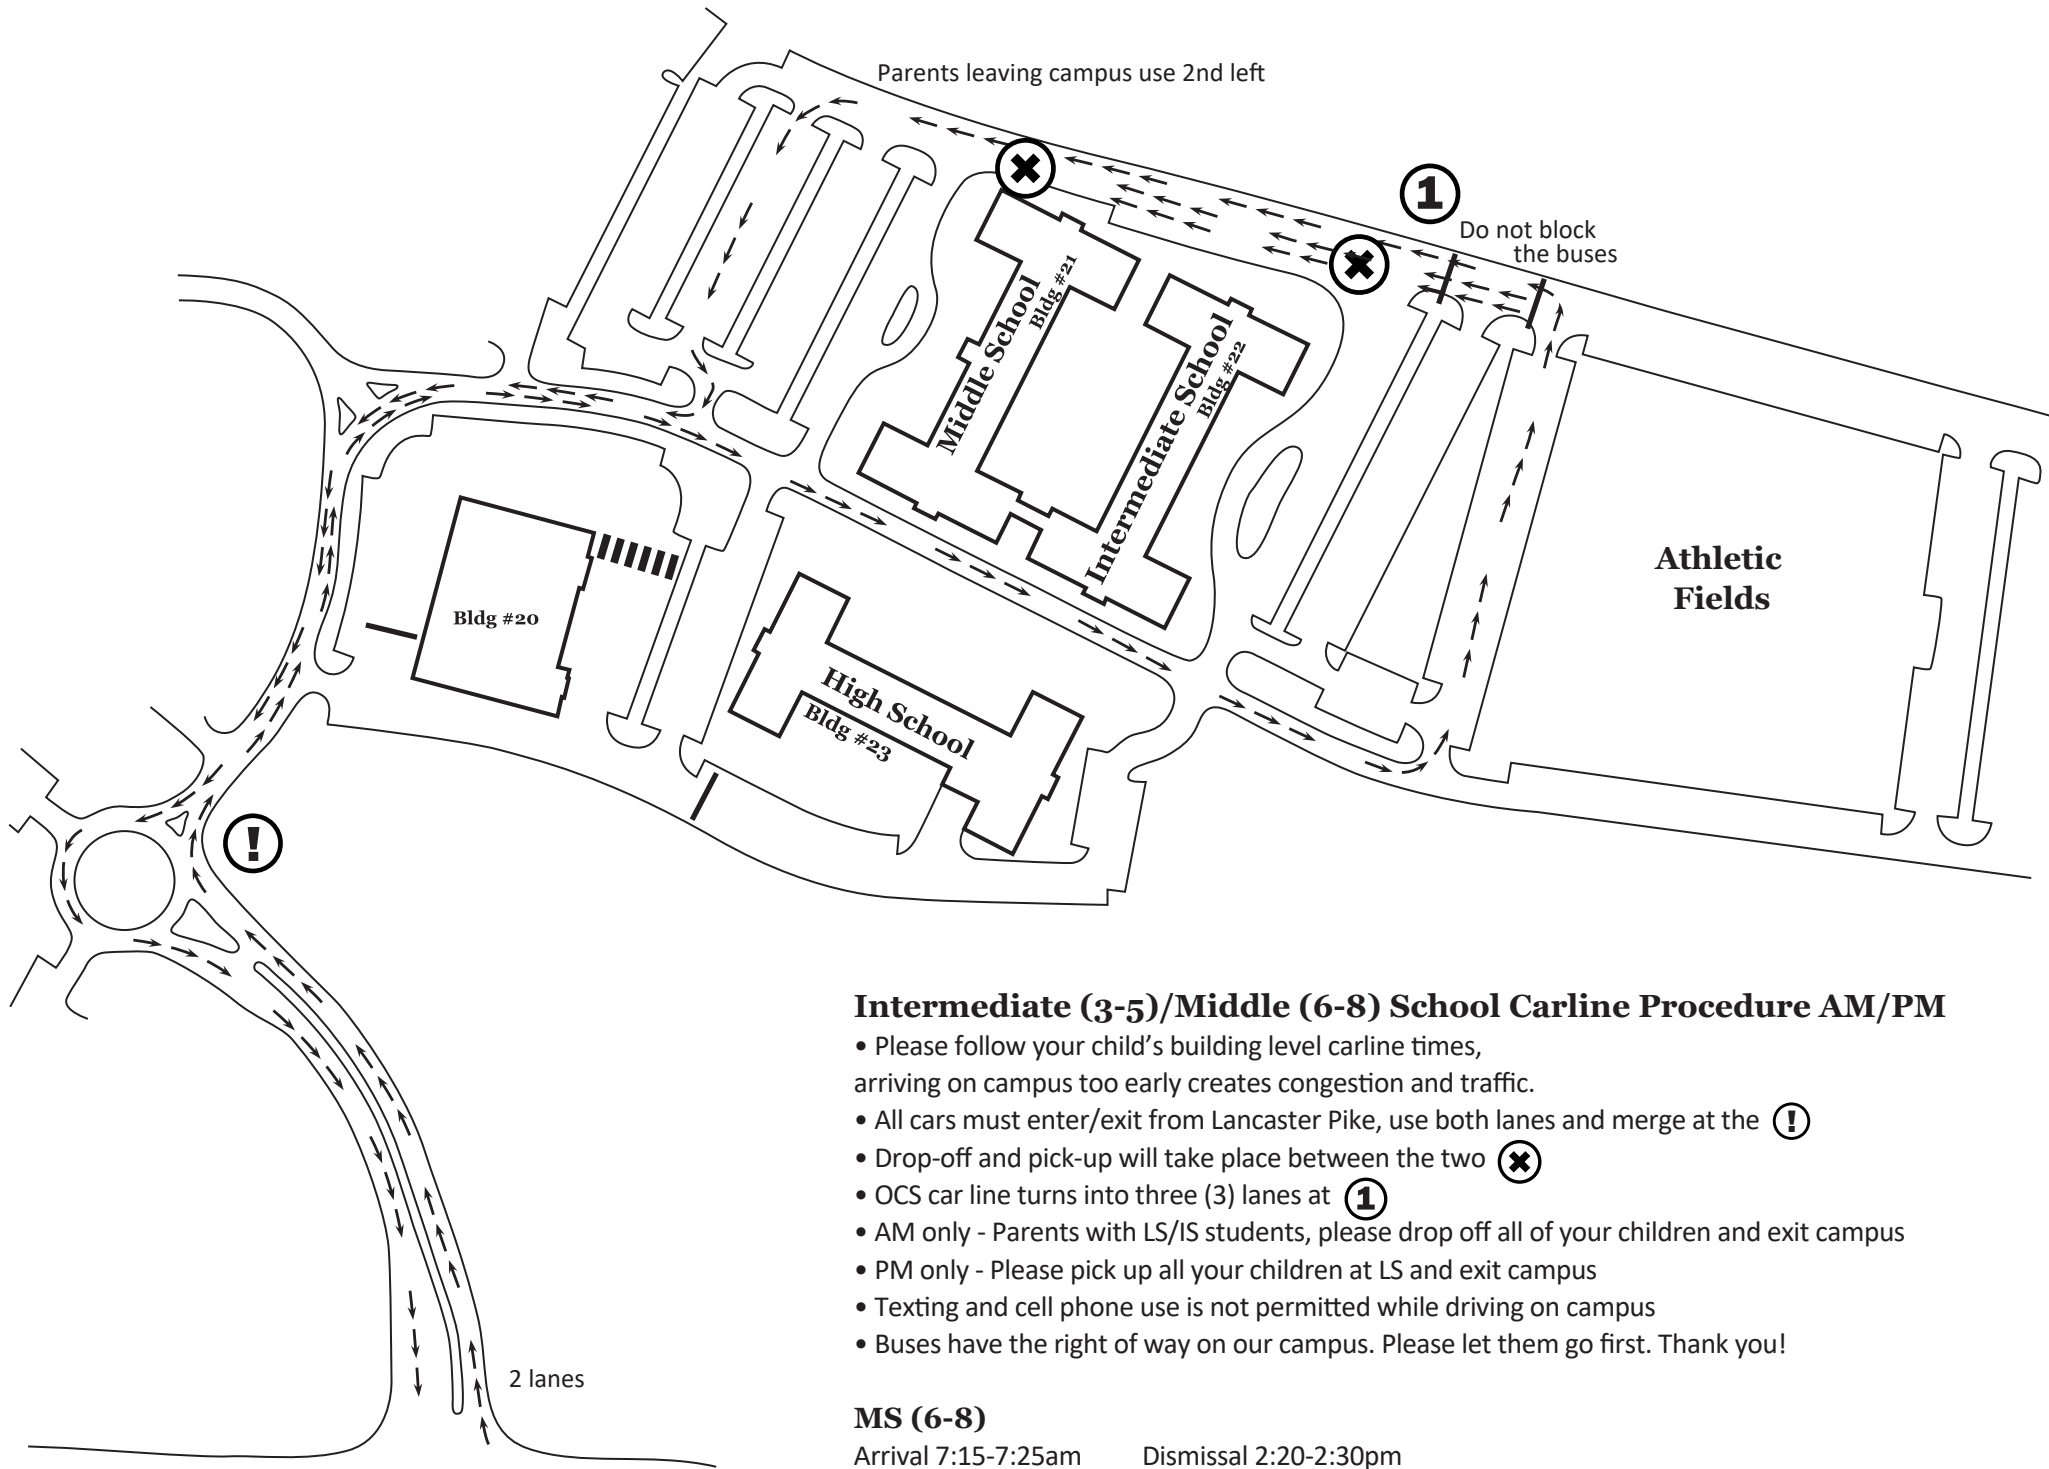 Parents leaving campus use 2nd left
1
Do not block
the buses
Middle School
Bldg #21
Intermediate School
Bldg #22
Athletic
Fields
Bldg #20
High School
Bldg #23
!
2 lanes
Intermediate (3-5)/Middle (6-8) School Carline Procedure AM/PM
• Please follow your child’s building level carline times,
arriving on campus too early creates congestion and traffic.
• All cars must enter/exit from Lancaster Pike, use both lanes and merge at the !
• Drop-off and pick-up will take place between the two ✖
• OCS car line turns into three (3) lanes at 1
• AM only - Parents with LS/IS students, please drop off all of your children and exit campus
• PM only - Please pick up all your children at LS and exit campus
• Texting and cell phone use is not permitted while driving on campus
• Buses have the right of way on our campus. Please let them go first. Thank you!
MS (6-8)
Arrival 7:15-7:25am Dismissal 2:20-2:30pm